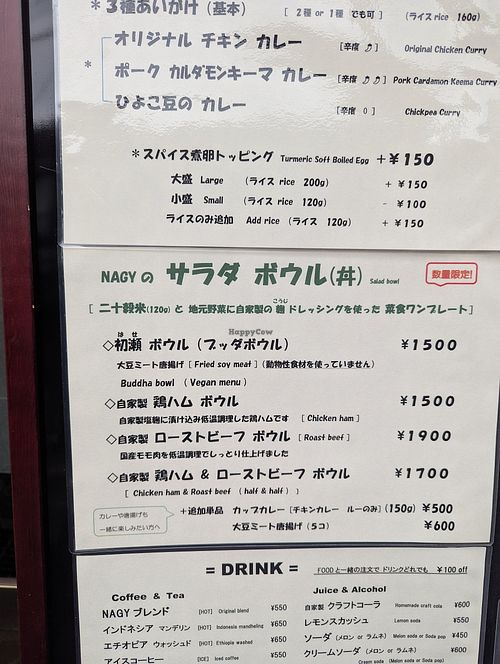 ＊3種あいがけ（基本） [ 2種 or 1種 でも可 ] (ライス rice 160g)
オリジナル チキン カレー [辛度 🌶] Original Chicken Curry
＊ ポーク カルダモンキーマ カレー [辛度 🌶🌶] Pork Cardamon Keema Curry
ひよこ豆の カレー [辛度 0] Chickpea Curry
＊スパイス煮卵トッピング Turmeric Soft Boiled Egg ＋￥150
大盛 Large (ライス rice 200g) + ￥150
小盛 Small (ライス rice 120g) - ￥100
ライスのみ追加 Add rice (ライス 120g) + ￥150
NAGY の サラダ ボウル(丼) Salad bowl 数量限定!
[ 二十穀米(120g) と 地元野菜に自家製の 麹 ドレッシングを使った 菜食ワンプレート ]
こうじ
HappyCow
はせ
◇初瀬 ボウル (ブッダボウル) ￥1500
大豆ミート唐揚げ [ Fried soy meat ] (動物性食材を使っていません)
Buddha bowl ( Vegan menu )
◇自家製 鶏ハム ボウル ￥1500
自家製塩麹に漬け込み低温調理した鶏ハムです [ Chicken ham ]
◇自家製 ローストビーフ ボウル [ Roast beef ] ￥1900
国産モモ肉を低温調理でしっとり仕上げました
◇自家製 鶏ハム & ローストビーフ ボウル ￥1700
[ Chicken ham & Roast beef ( half & half ) ]
カレーや唐揚げも
一緒に楽しみたい方へ
＋追加単品 カップカレー [チキンカレー ルーのみ] (150g) ￥500
大豆ミート唐揚げ (5コ) ￥600
= DRINK = FOODと一緒の注文で ドリンクどれでも ￥100 off
Coffee & Tea
NAGY ブレンド [HOT] Original blend ￥550
インドネシア マンデリン [HOT] Indonesia mandheling ￥650
エチオピア ウォッシュド [HOT] Ethiopia washed ￥650
アイスコーヒー [ICE] Iced coffee ￥550
Juice & Alcohol
自家製 クラフトコーラ Homemade craft cola ￥600
レモンスカッシュ Lemon soda ￥550
ソーダ (メロン or ラムネ) Melon soda or Soda pop ￥450
クリームソーダ (メロン or ラムネ) ￥600
Cream soda (Melon soda or Soda pop)